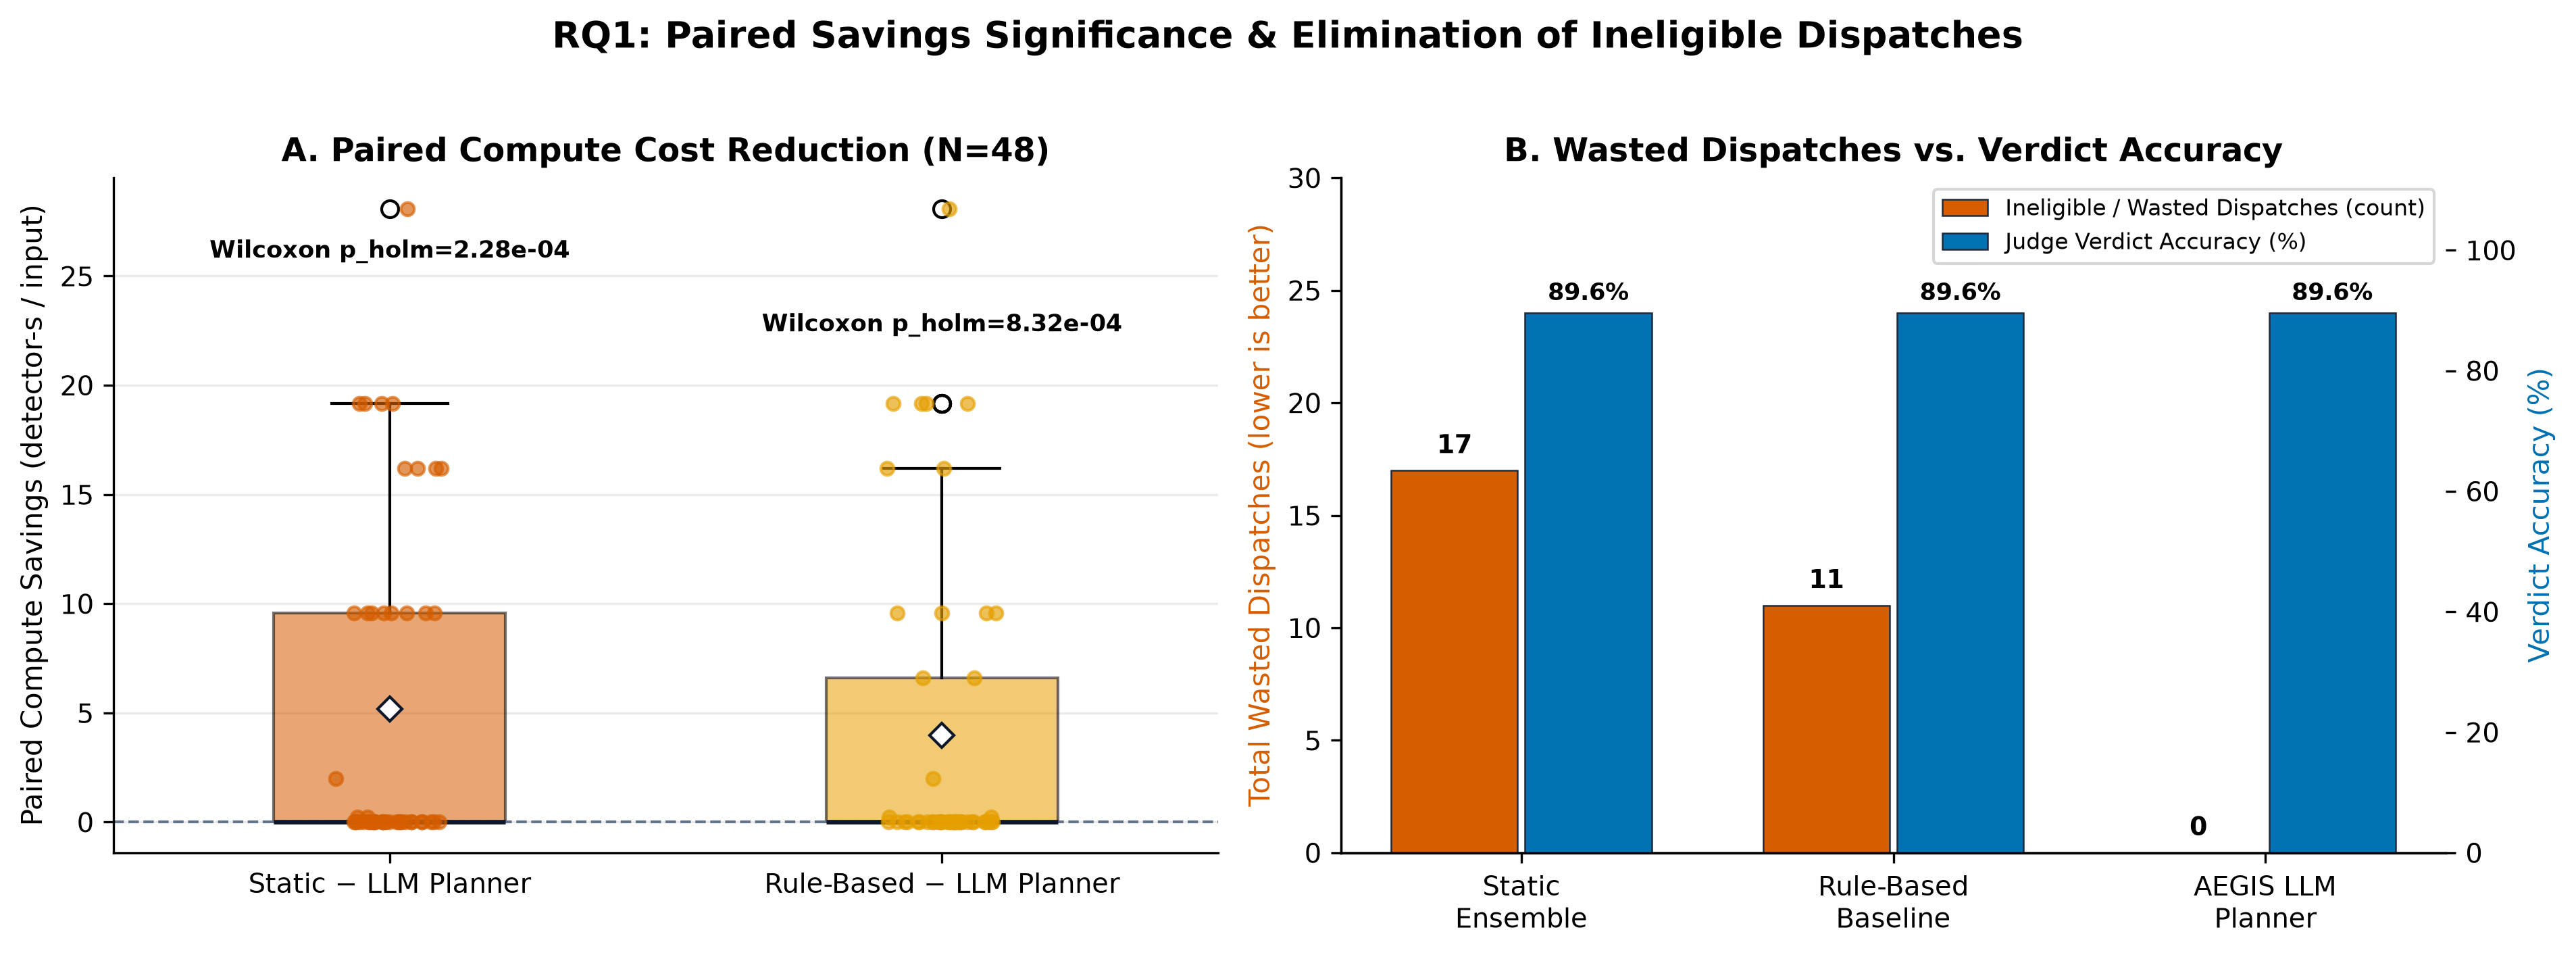 RQ1: Paired Savings Significance & Elimination of Ineligible Dispatches
A. Paired Compute Cost Reduction (N=48)
Paired Compute Savings (detector-s / input)
25
20
15
10
5
0
Wilcoxon p_holm=2.28e-04
Wilcoxon p_holm=8.32e-04
Static − LLM Planner
Rule-Based − LLM Planner
B. Wasted Dispatches vs. Verdict Accuracy
Total Wasted Dispatches (lower is better)
30
25
20
15
10
5
0
Ineligible / Wasted Dispatches (count)
Judge Verdict Accuracy (%)
17
89.6%
11
89.6%
0
89.6%
Static
Ensemble
Rule-Based
Baseline
AEGIS LLM
Planner
100
80
60
40
20
0
Verdict Accuracy (%)